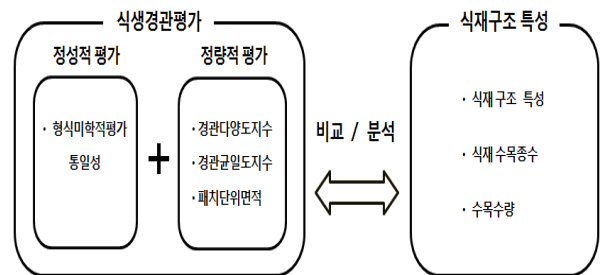 식생경관평가
정성적 평가
· 형식미학적평가
통일성
+
정량적 평가
· 경관다양도지수
· 경관균일도지수
· 패치단위면적
비교 / 분석
식재구조 특성
· 식재 구조 특성
· 식재 수목종수
· 수목수량